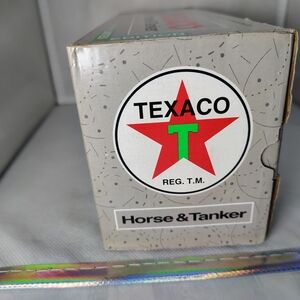 TEXACO
T
REG. T.M.
Horse & Tanker